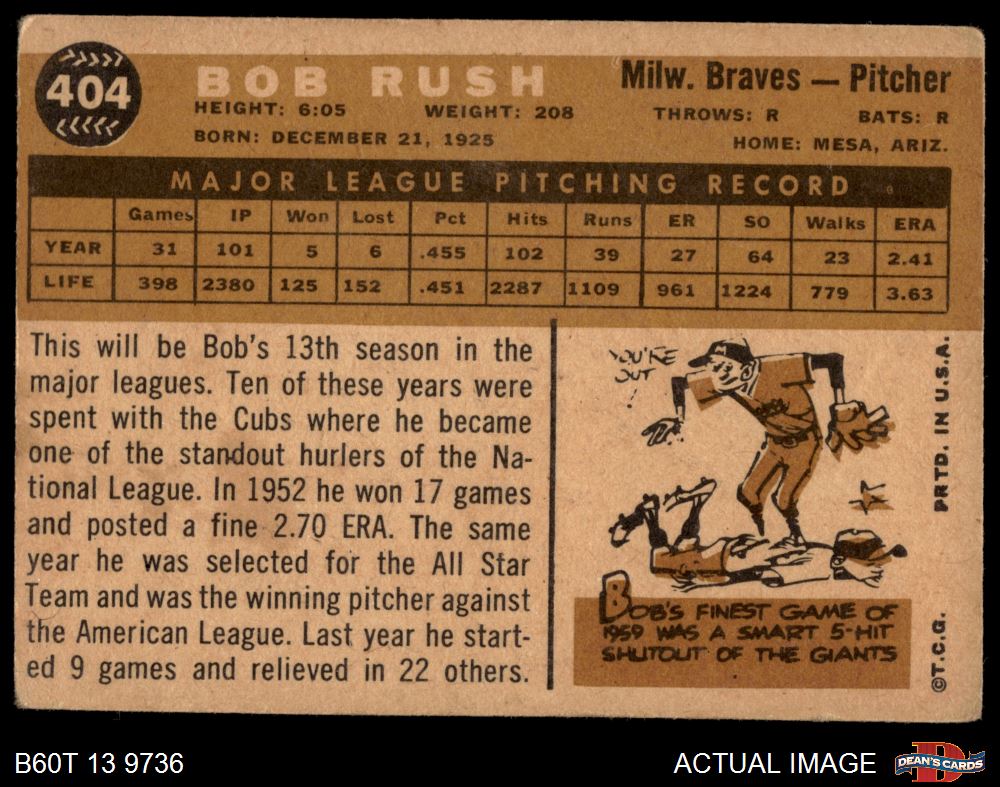 404
BOB RUSH
Milw. Braves — Pitcher
HEIGHT: 6:05 WEIGHT: 208 THROWS: R BATS: R
BORN: DECEMBER 21, 1925 HOME: MESA, ARIZ.
MAJOR LEAGUE PITCHING RECORD
Games IP Won Lost Pct Hits Runs ER SO Walks ERA
YEAR 31 101 5 6 .455 102 39 27 64 23 2.41
LIFE 398 2380 125 152 .451 2287 1109 961 1224 779 3.63
This will be Bob's 13th season in the
major leagues. Ten of these years were
spent with the Cubs where he became
one of the standout hurlers of the Na-
tional League. In 1952 he won 17 games
and posted a fine 2.70 ERA. The same
year he was selected for the All Star
Team and was the winning pitcher against
the American League. Last year he start-
ed 9 games and relieved in 22 others.
YOU'RE
OUT
!
BOB'S FINEST GAME OF
1959 WAS A SMART 5-HIT
SHUTOUT OF THE GIANTS
PRTD. IN U.S.A.
©T.C.G.
B60T 13 9736
ACTUAL IMAGE
DEAN'S CARDS